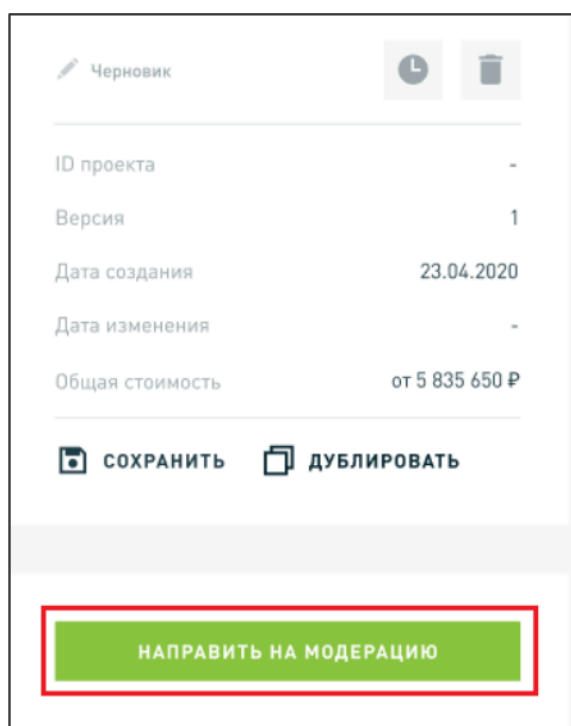 Черновик
ID проекта -
Версия 1
Дата создания 23.04.2020
Дата изменения -
Общая стоимость от 5 835 650 ₽
СОХРАНИТЬ ДУБЛИРОВАТЬ
НАПРАВИТЬ НА МОДЕРАЦИЮ